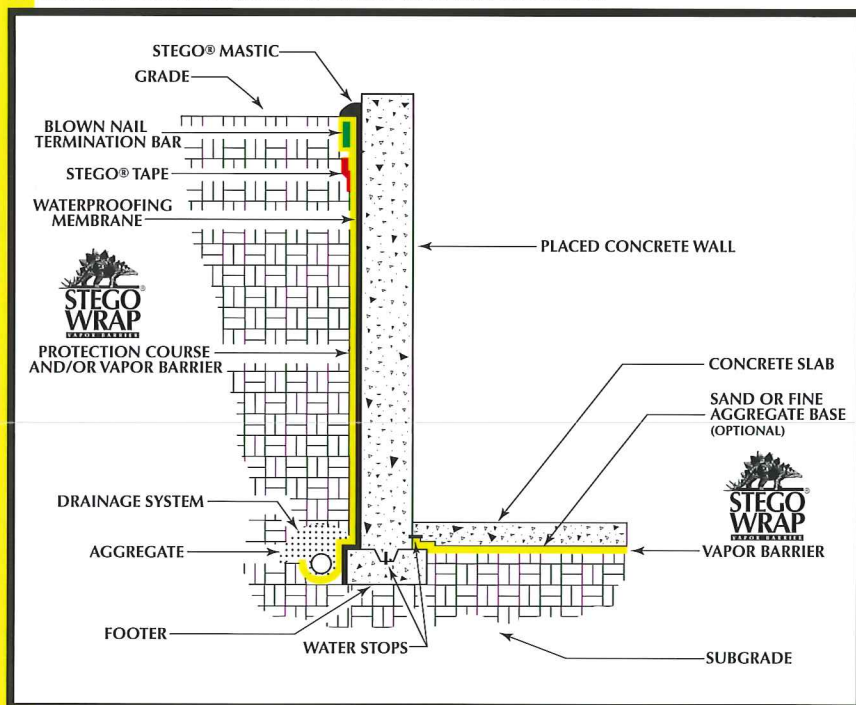 STEGO® MASTIC
GRADE
BLOWN NAIL
TERMINATION BAR
STEGO® TAPE
WATERPROOFING
MEMBRANE
PLACED CONCRETE WALL
STEGO
WRAP®
VAPOR BARRIER
PROTECTION COURSE
AND/OR VAPOR BARRIER
CONCRETE SLAB
SAND OR FINE
AGGREGATE BASE
(OPTIONAL)
STEGO
WRAP®
VAPOR BARRIER
DRAINAGE SYSTEM
AGGREGATE
VAPOR BARRIER
FOOTER
WATER STOPS
SUBGRADE